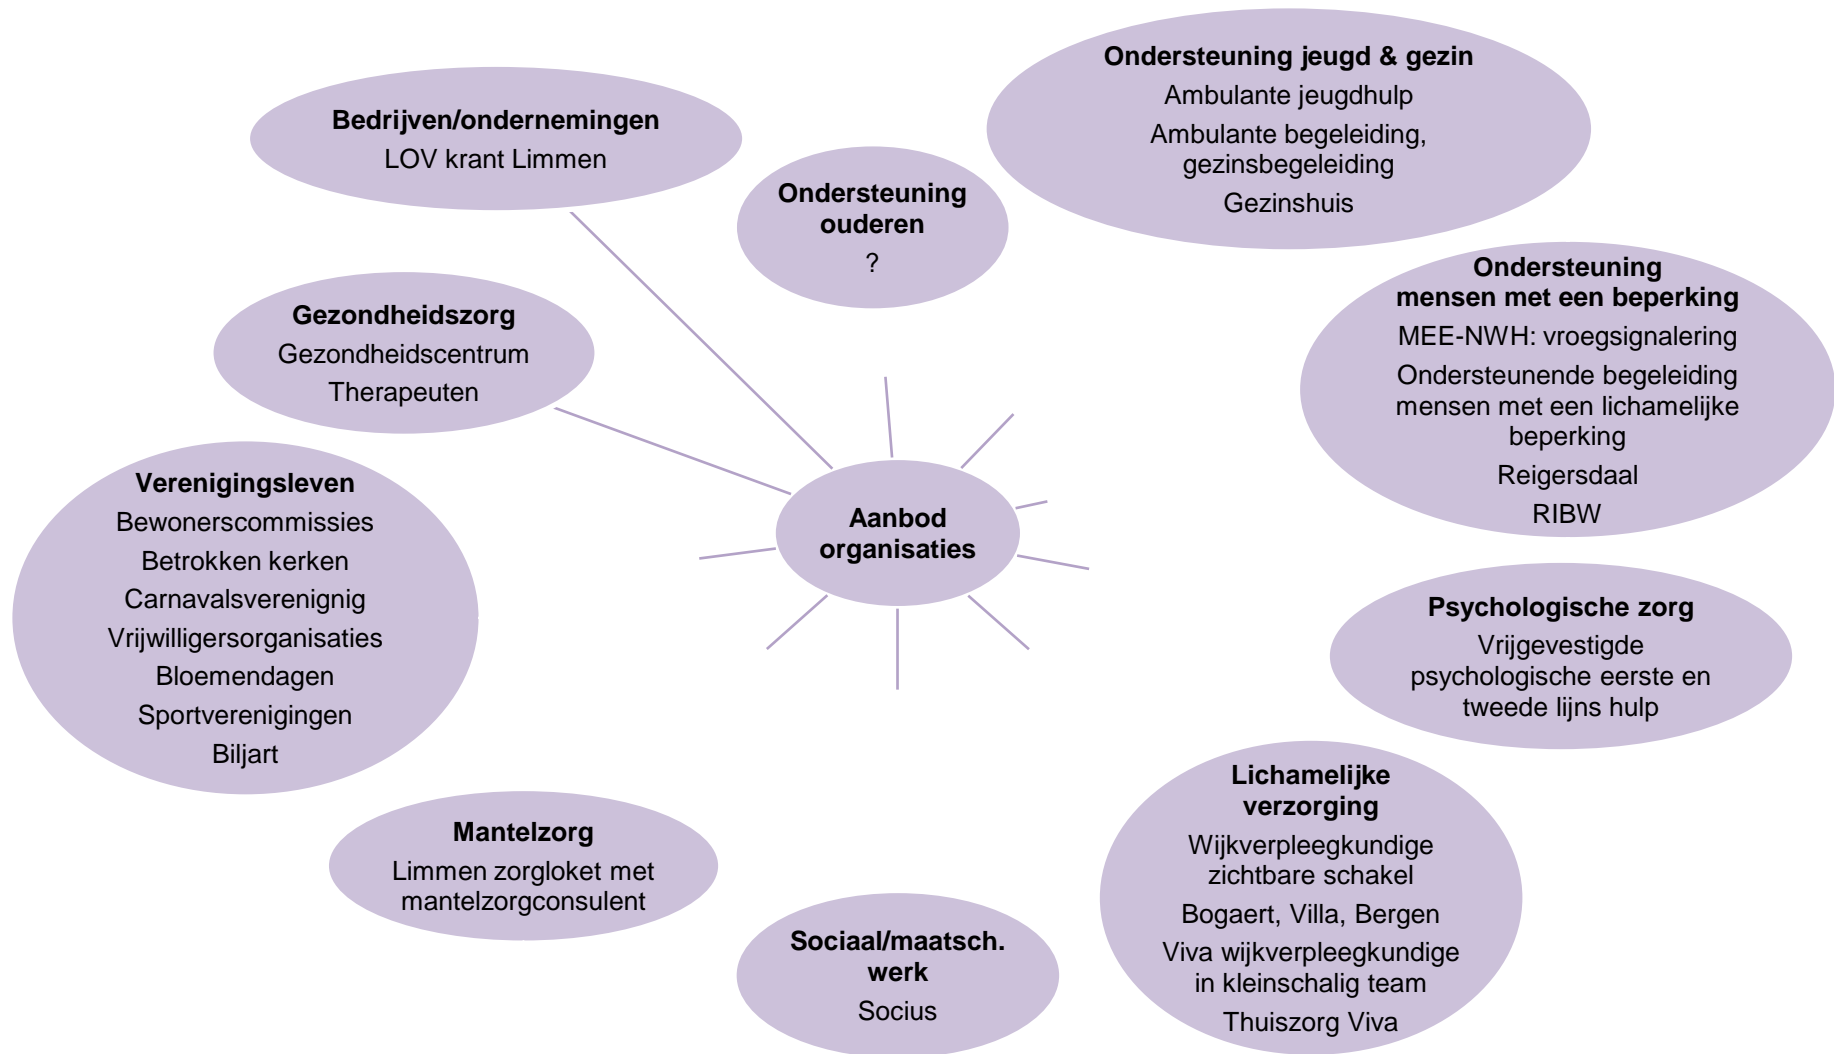 Ondersteuning jeugd & gezin
Ambulante jeugdhulp
Ambulante begeleiding,
gezinsbegeleiding
Gezinshuis
Bedrijven/ondernemingen
LOV krant Limmen
Ondersteuning
ouderen
?
Ondersteuning
mensen met een beperking
MEE-NWH: vroegsignalering
Ondersteunende begeleiding
mensen met een lichamelijke
beperking
Reigersdaal
RIBW
Gezondheidszorg
Gezondheidscentrum
Therapeuten
Verenigingsleven
Bewonerscommissies
Betrokken kerken
Carnavalsverenignig
Vrijwilligersorganisaties
Bloemendagen
Sportverenigingen
Biljart
Aanbod
organisaties
Psychologische zorg
Vrijgevestigde
psychologische eerste en
tweede lijns hulp
Lichamelijke
verzorging
Wijkverpleegkundige
zichtbare schakel
Bogaert, Villa, Bergen
Viva wijkverpleegkundige
in kleinschalig team
Thuiszorg Viva
Mantelzorg
Limmen zorgloket met
mantelzorgconsulent
Sociaal/maatsch.
werk
Socius